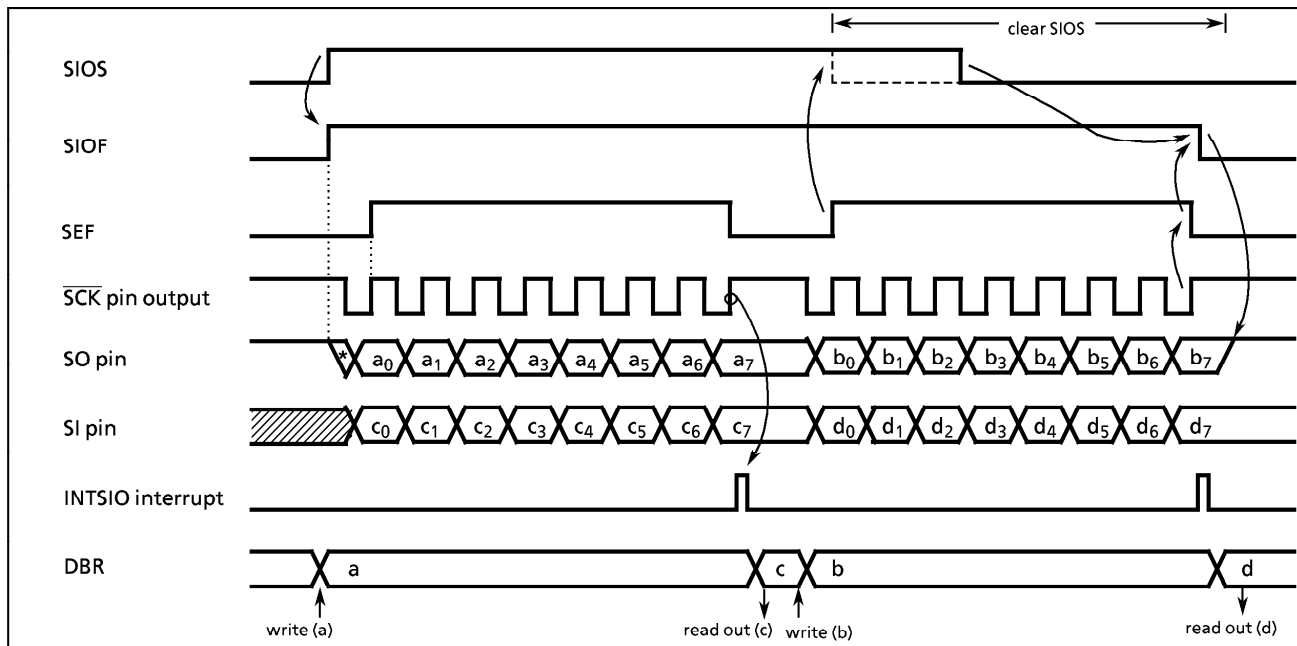 clear SIOS
SIOS
SIOF
SEF
SCK pin output
SO pin * a0 a1 a2 a3 a4 a5 a6 a7 b0 b1 b2 b3 b4 b5 b6 b7
SI pin c0 c1 c2 c3 c4 c5 c6 c7 d0 d1 d2 d3 d4 d5 d6 d7
INTSIO interrupt
DBR a c b d
write (a) read out (c) write (b) read out (d)